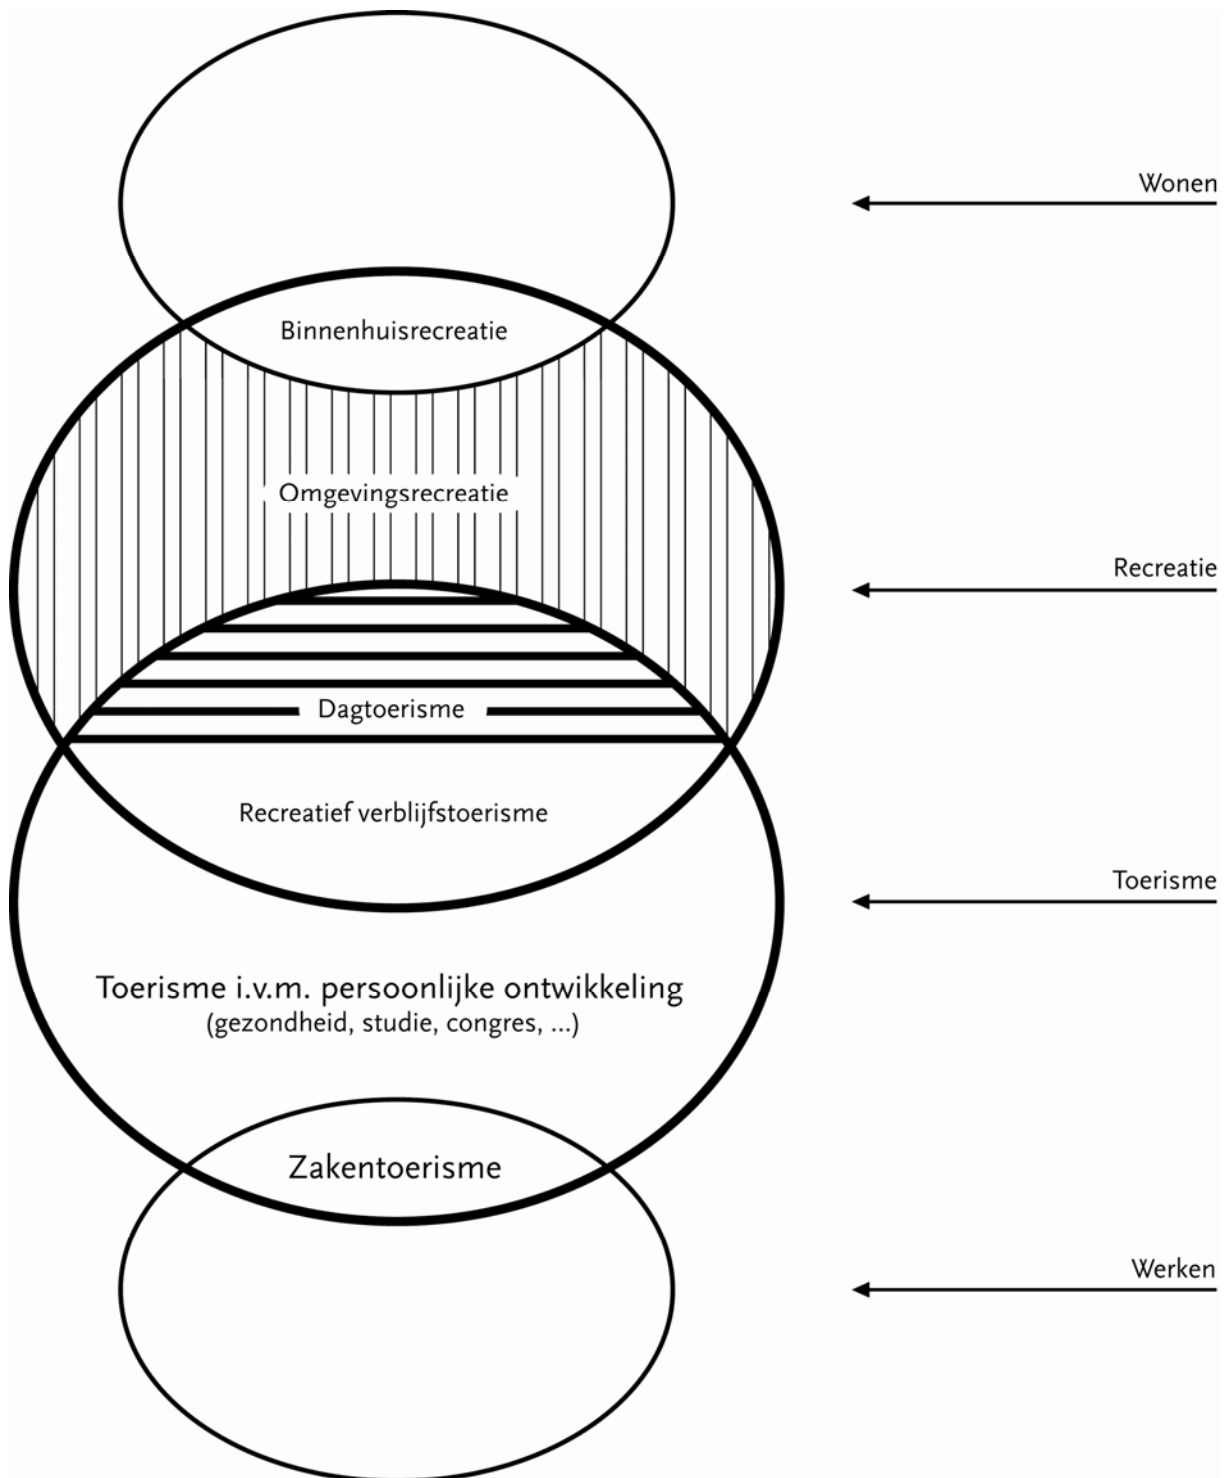 Wonen
Binnenhuisrecreatie
Omgevingsrecreatie
Recreatie
Dagtoerisme
Recreatief verblijfstoerisme
Toerisme
Toerisme i.v.m. persoonlijke ontwikkeling
(gezondheid, studie, congres, ...)
Zakentoerisme
Werken